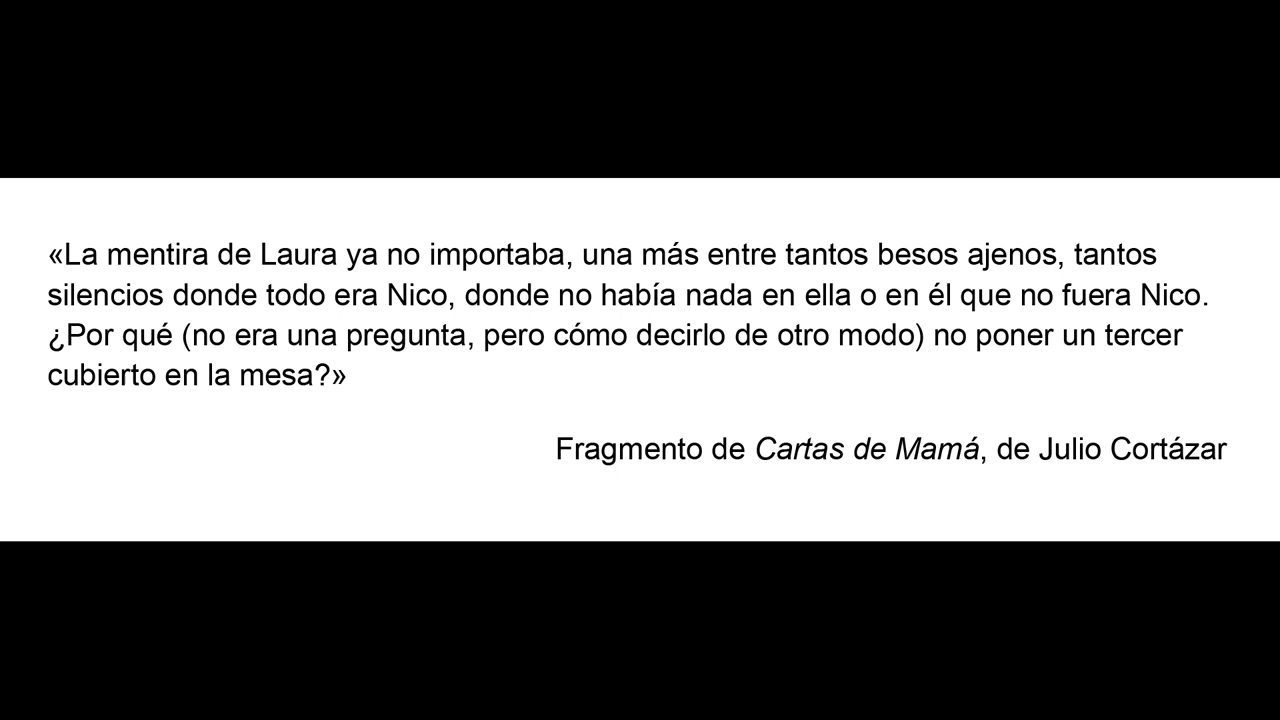 «La mentira de Laura ya no importaba, una más entre tantos besos ajenos, tantos
silencios donde todo era Nico, donde no había nada en ella o en él que no fuera Nico.
¿Por qué (no era una pregunta, pero cómo decirlo de otro modo) no poner un tercer
cubierto en la mesa?»
Fragmento de Cartas de Mamá, de Julio Cortázar